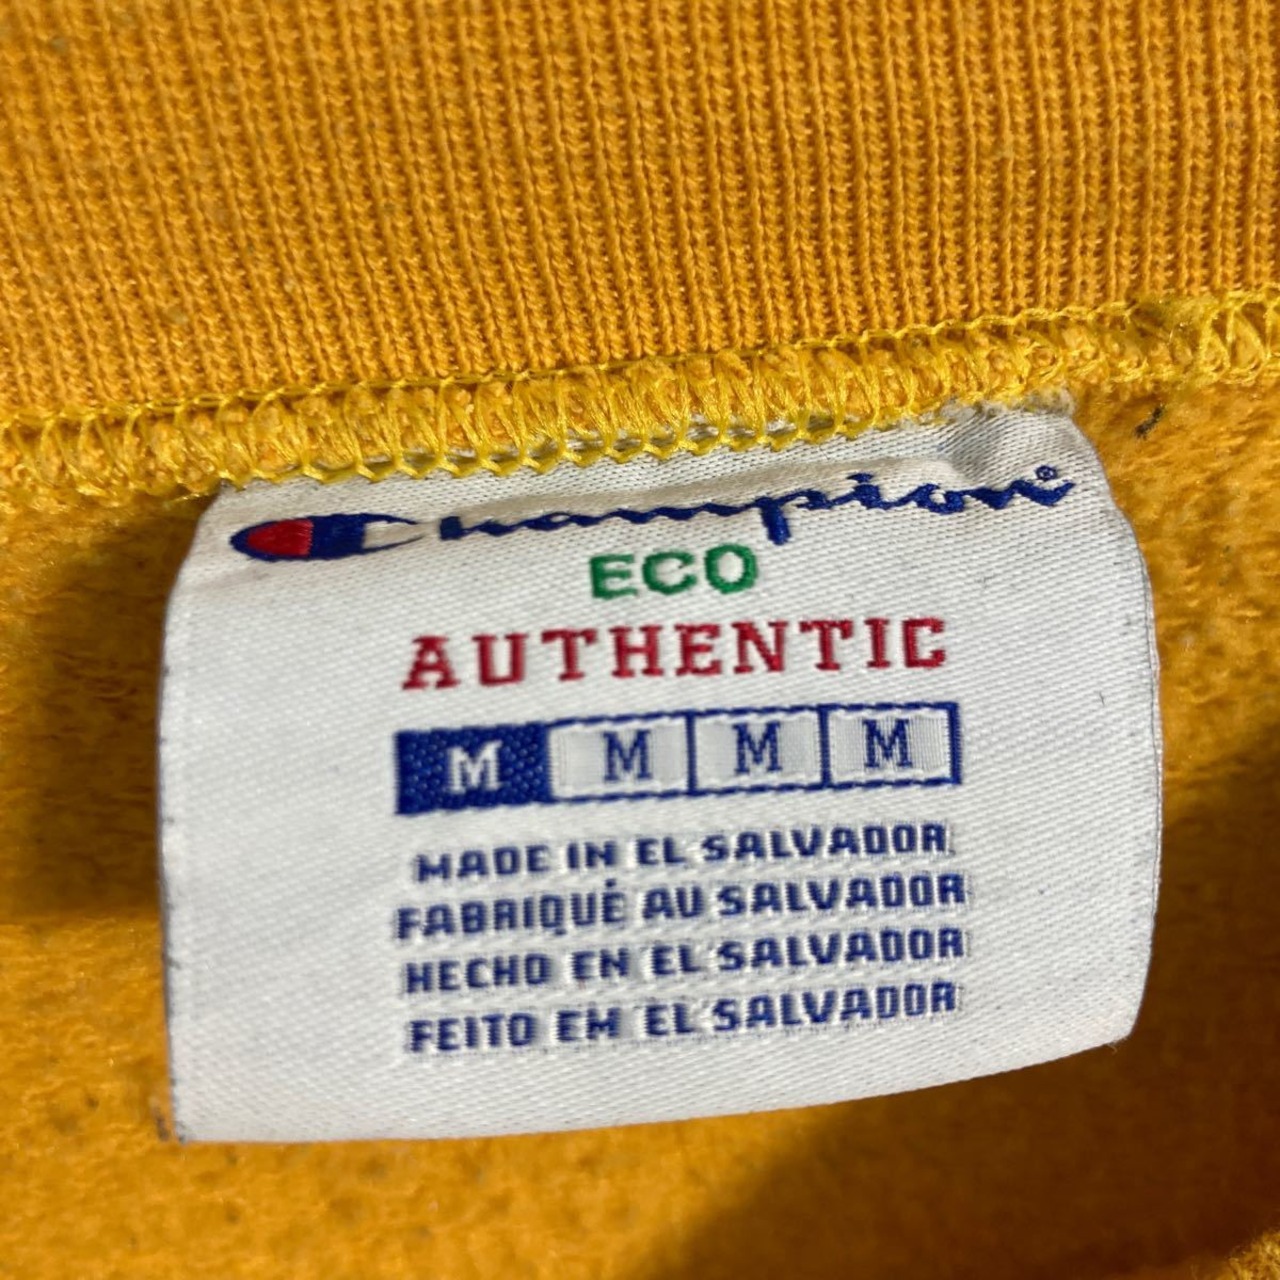 Champion®
ECO
AUTHENTIC
M M M M
MADE IN EL SALVADOR
FABRIQUÉ AU SALVADOR
HECHO EN EL SALVADOR
FEITO EM EL SALVADOR